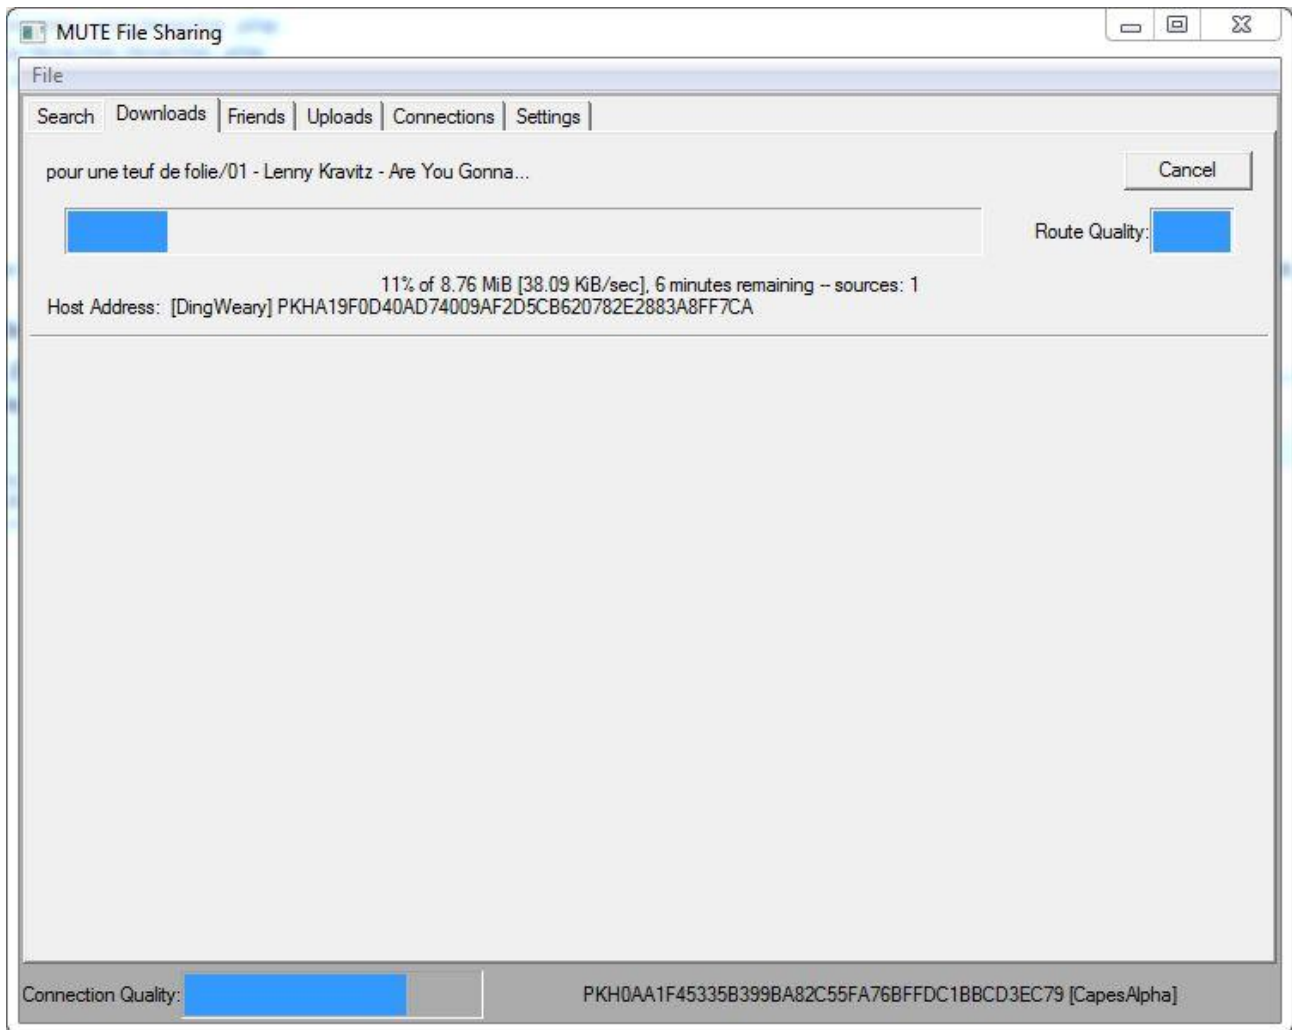 MUTE File Sharing
File
Search Downloads Friends Uploads Connections Settings
pour une teuf de folie/01 - Lenny Kravitz - Are You Gonna...
Cancel
Route Quality:
11% of 8.76 MiB [38.09 KiB/sec], 6 minutes remaining -- sources: 1
Host Address: [DingWeary] PKHA19F0D40AD74009AF2D5CB620782E2883A8FF7CA
Connection Quality:
PKH0AA1F45335B399BA82C55FA76BFFDC1BBCD3EC79 [CapesAlpha]